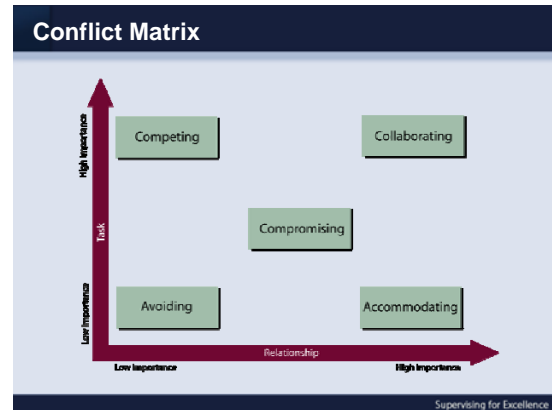 Conflict Matrix
High Importance
Competing
Collaborating
Task
Compromising
Low Importance
Avoiding
Accommodating
Relationship
Low Importance
High Importance
Supervising for Excellence